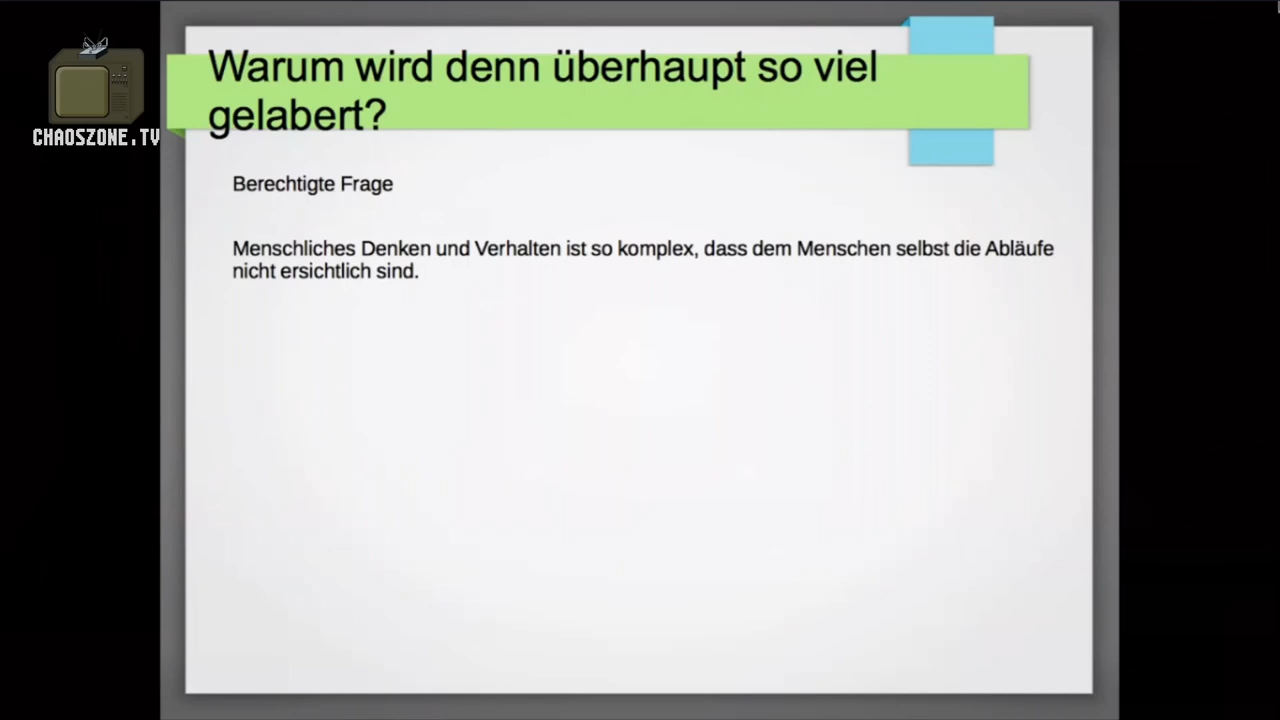 Warum wird denn überhaupt so viel
gelabert?
CHAOSZONE.TV
Berechtigte Frage
Menschliches Denken und Verhalten ist so komplex, dass dem Menschen selbst die Abläufe
nicht ersichtlich sind.